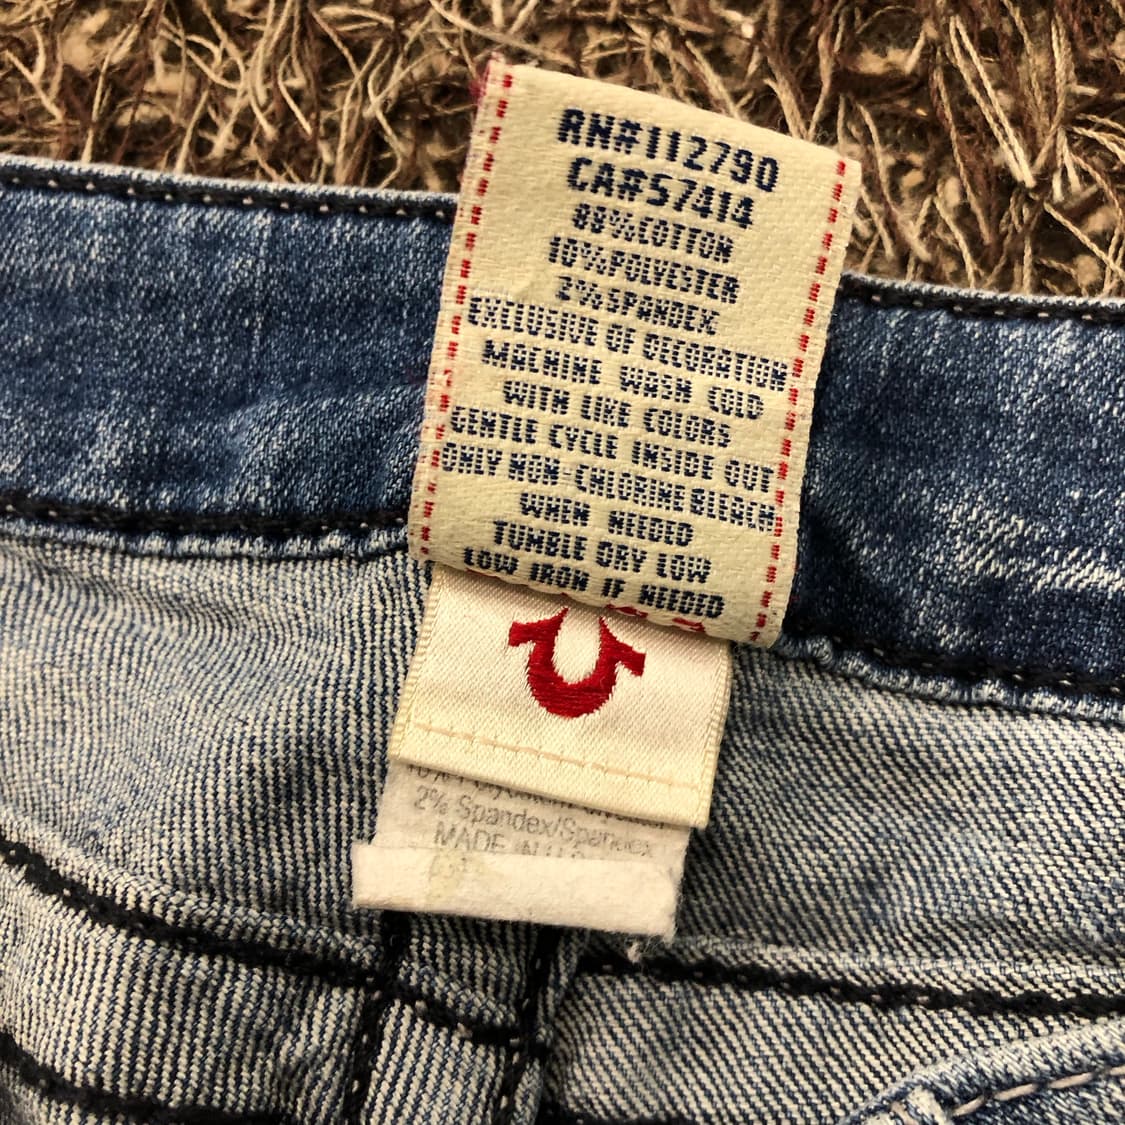 RN#112790
CA#57414
88%COTTON
10%POLYESTER
2%SPANDEX
EXCLUSIVE OF DECORATION
MACHINE WASH COLD
WITH LIKE COLORS
GENTLE CYCLE INSIDE OUT
ONLY NON-CHLORINE BLEACH
WHEN NEEDED
TUMBLE DRY LOW
LOW IRON IF NEEDED
2% Spandex/Spandex
MADE IN